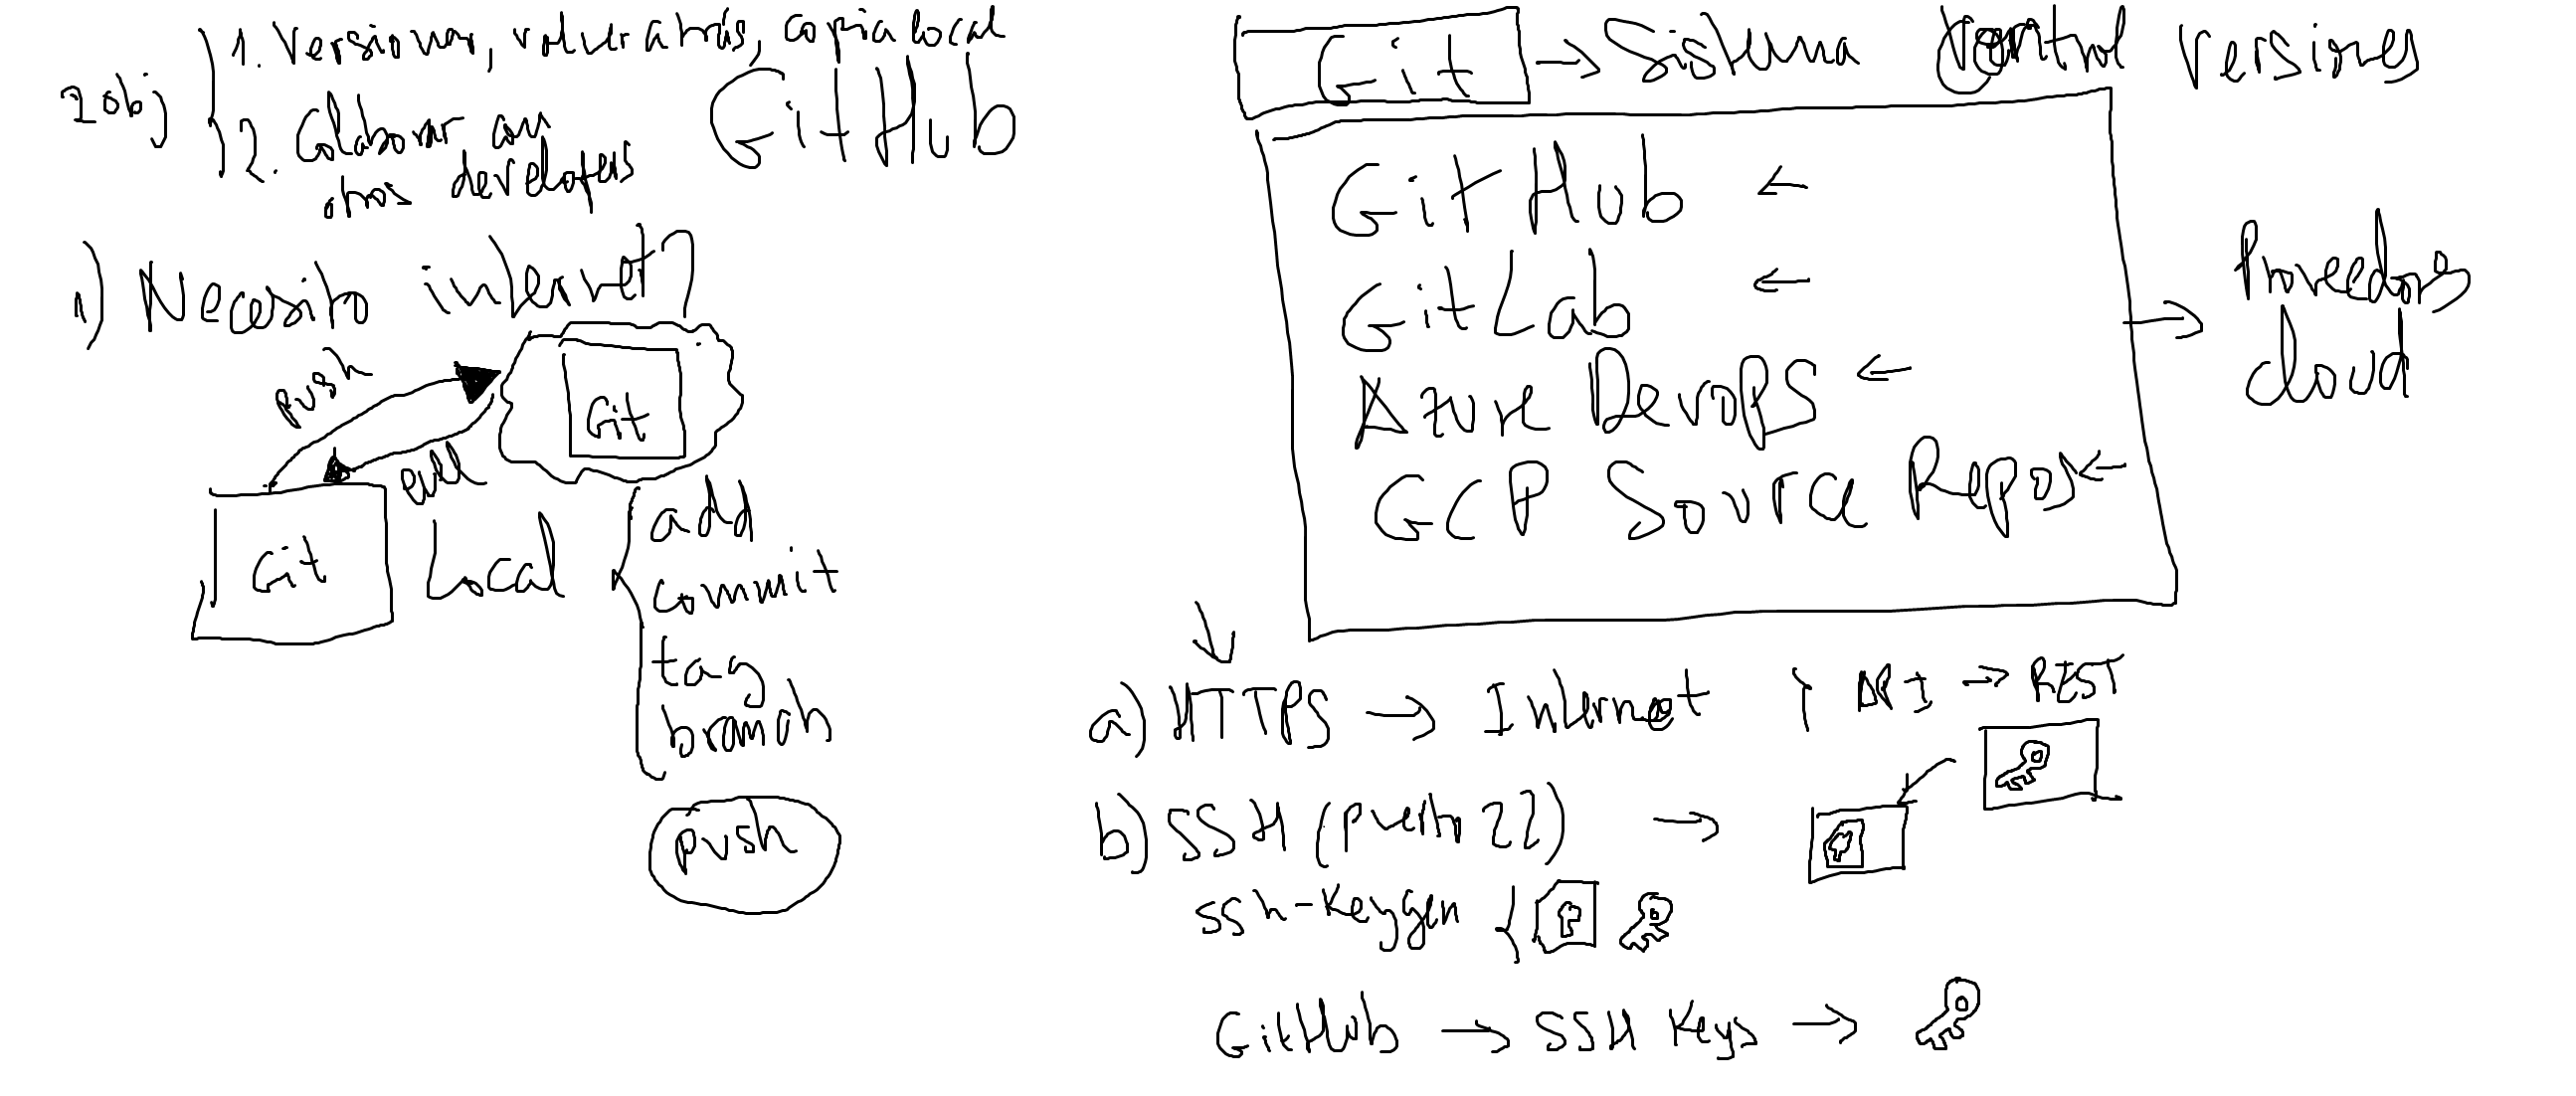 2 obj
1. Versionar, volver atrás, copia local
2. Colaborar con
otros developers
GitHub
1) Necesito internet?
push
Git
pull
Git
Local
add
commit
tag
branch
push
Git → Sistema Control Versiones
GitHub ←
GitLab ←
Azure Devops ←
GCP Source Repos ←
→ Proveedores
cloud
a) HTTPS → Internet
API → REST
b) SSH (puerto 22) →
ssh-keygen {
GitHub → SSH Keys →